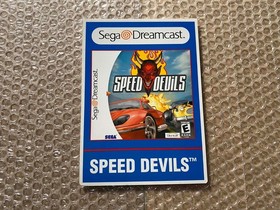 Sega Dreamcast.
SPEED DEVILS
Sega Dreamcast.
SEGA
E
SPEED DEVILS™